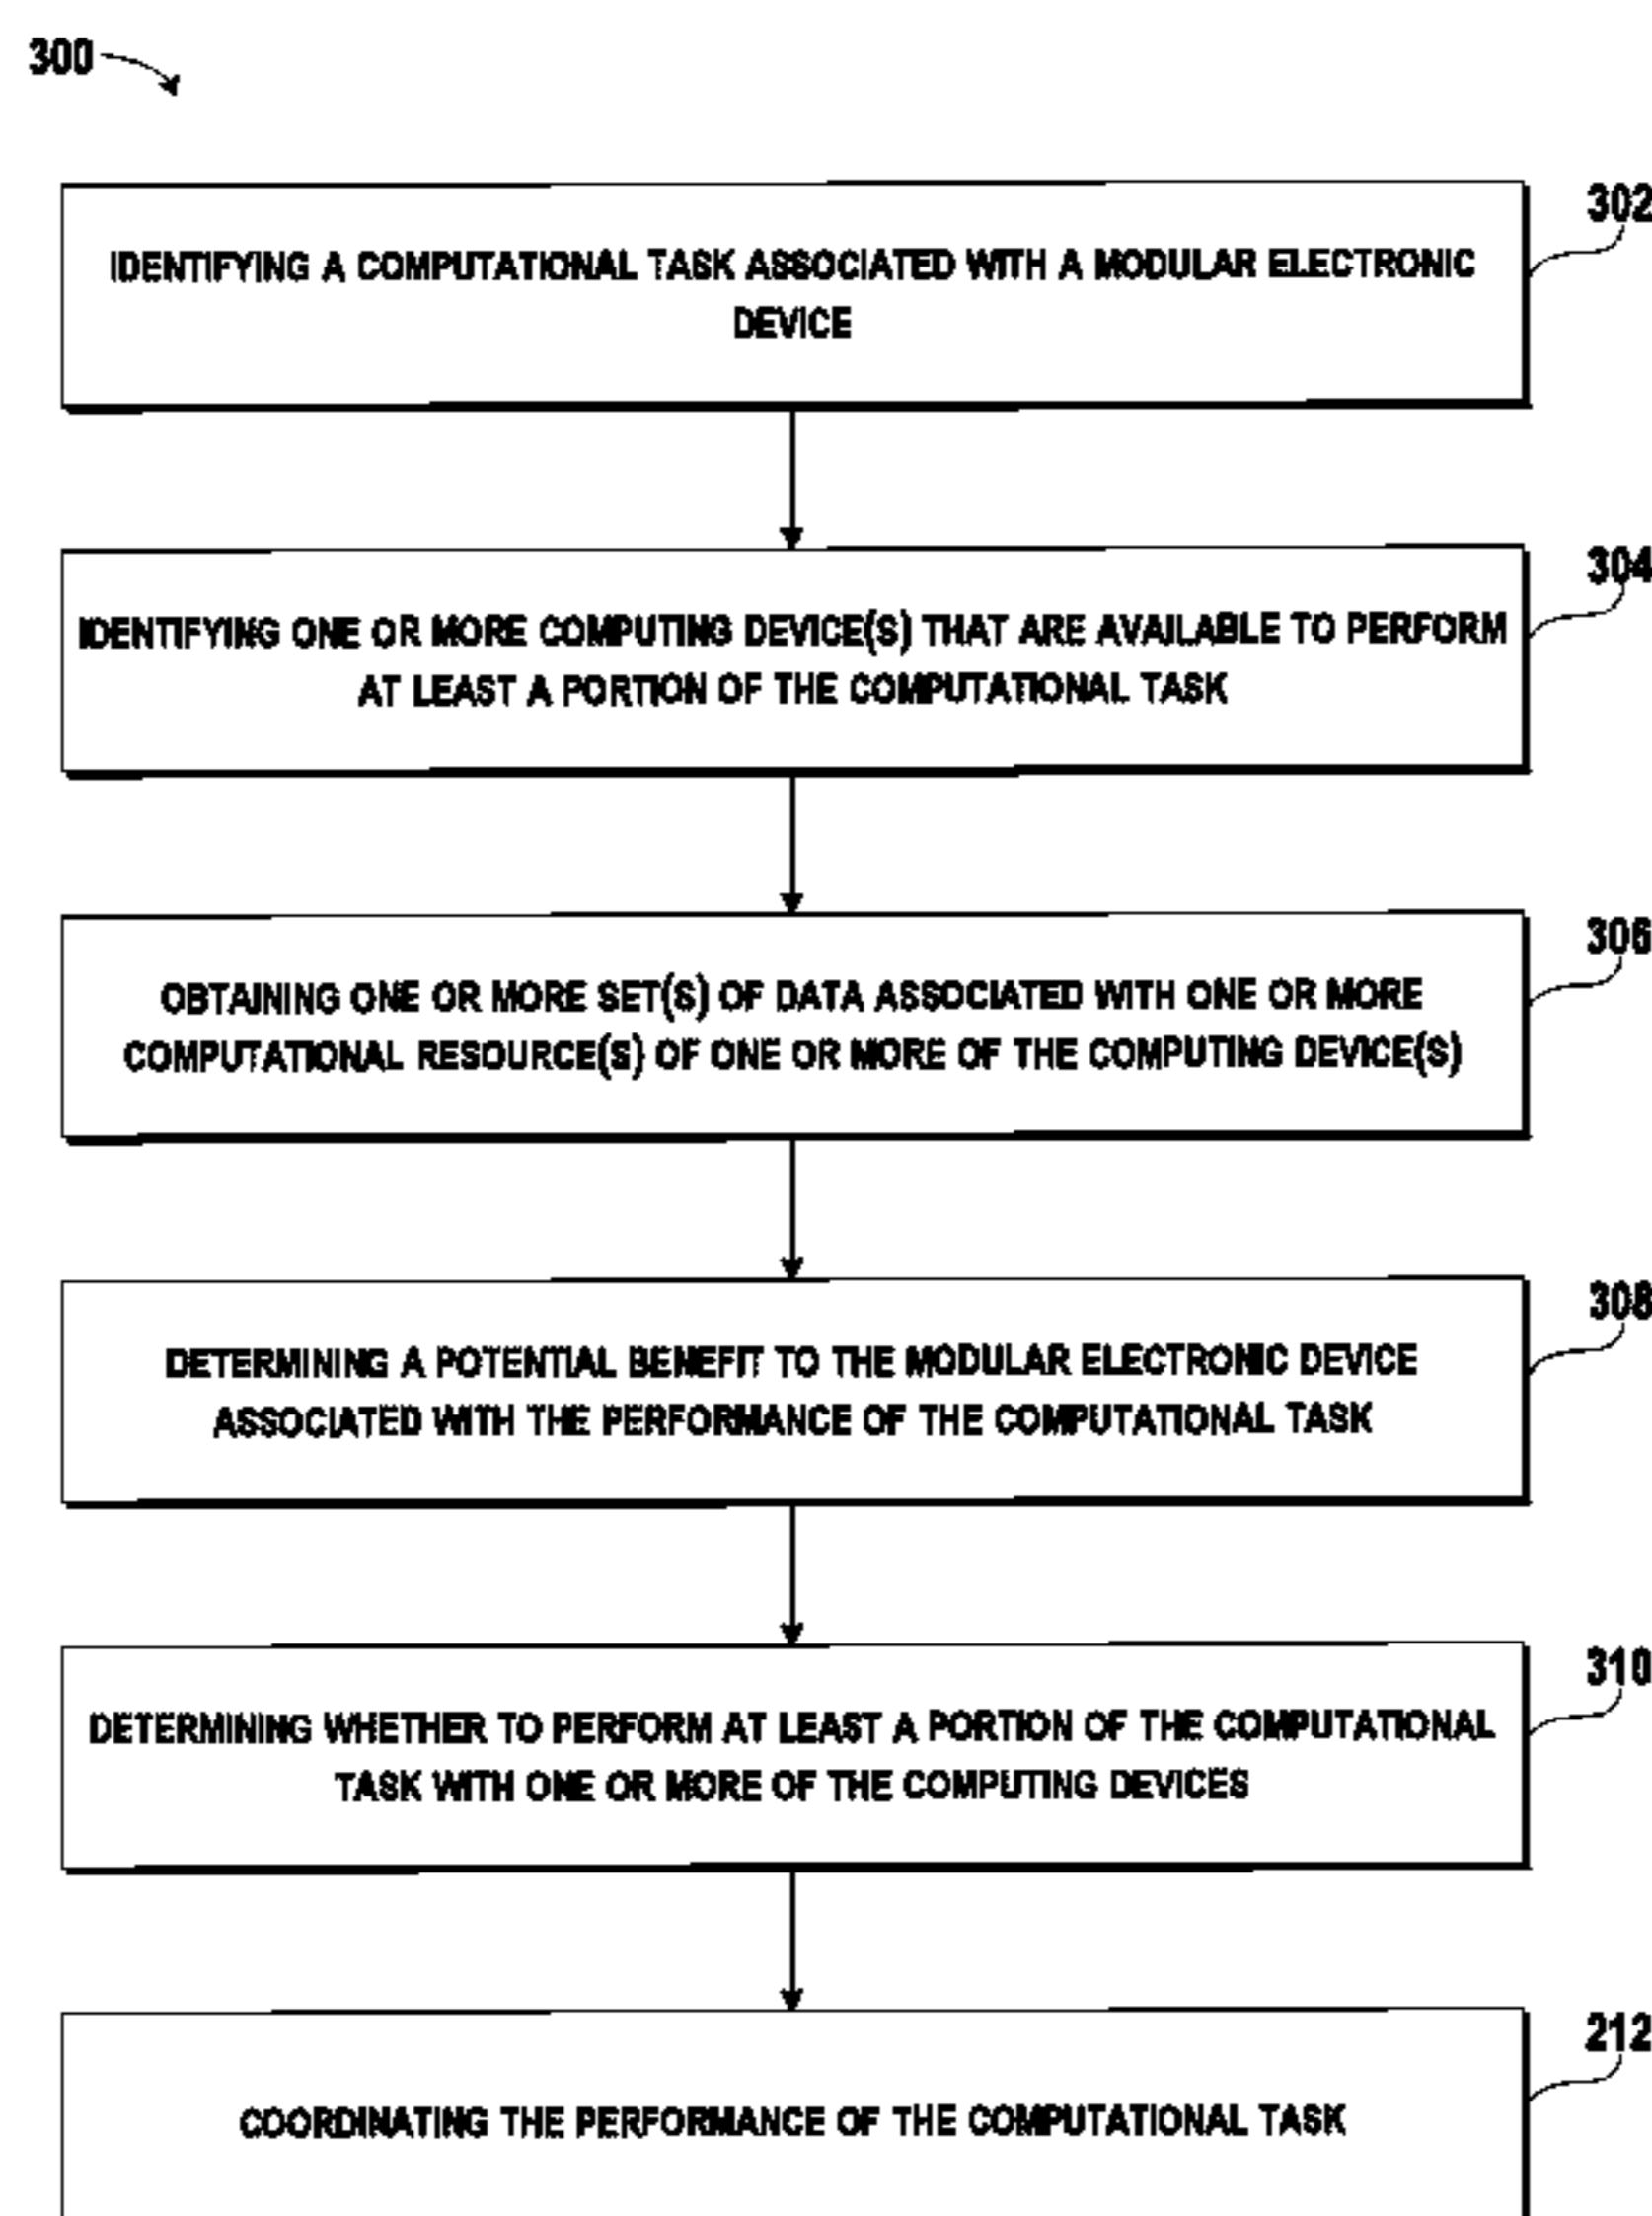 300
302
IDENTIFYING A COMPUTATIONAL TASK ASSOCIATED WITH A MODULAR ELECTRONIC
DEVICE
304
IDENTIFYING ONE OR MORE COMPUTING DEVICE(S) THAT ARE AVAILABLE TO PERFORM
AT LEAST A PORTION OF THE COMPUTATIONAL TASK
306
OBTAINING ONE OR MORE SET(S) OF DATA ASSOCIATED WITH ONE OR MORE
COMPUTATIONAL RESOURCE(S) OF ONE OR MORE OF THE COMPUTING DEVICE(S)
308
DETERMINING A POTENTIAL BENEFIT TO THE MODULAR ELECTRONIC DEVICE
ASSOCIATED WITH THE PERFORMANCE OF THE COMPUTATIONAL TASK
310
DETERMINING WHETHER TO PERFORM AT LEAST A PORTION OF THE COMPUTATIONAL
TASK WITH ONE OR MORE OF THE COMPUTING DEVICES
212
COORDINATING THE PERFORMANCE OF THE COMPUTATIONAL TASK